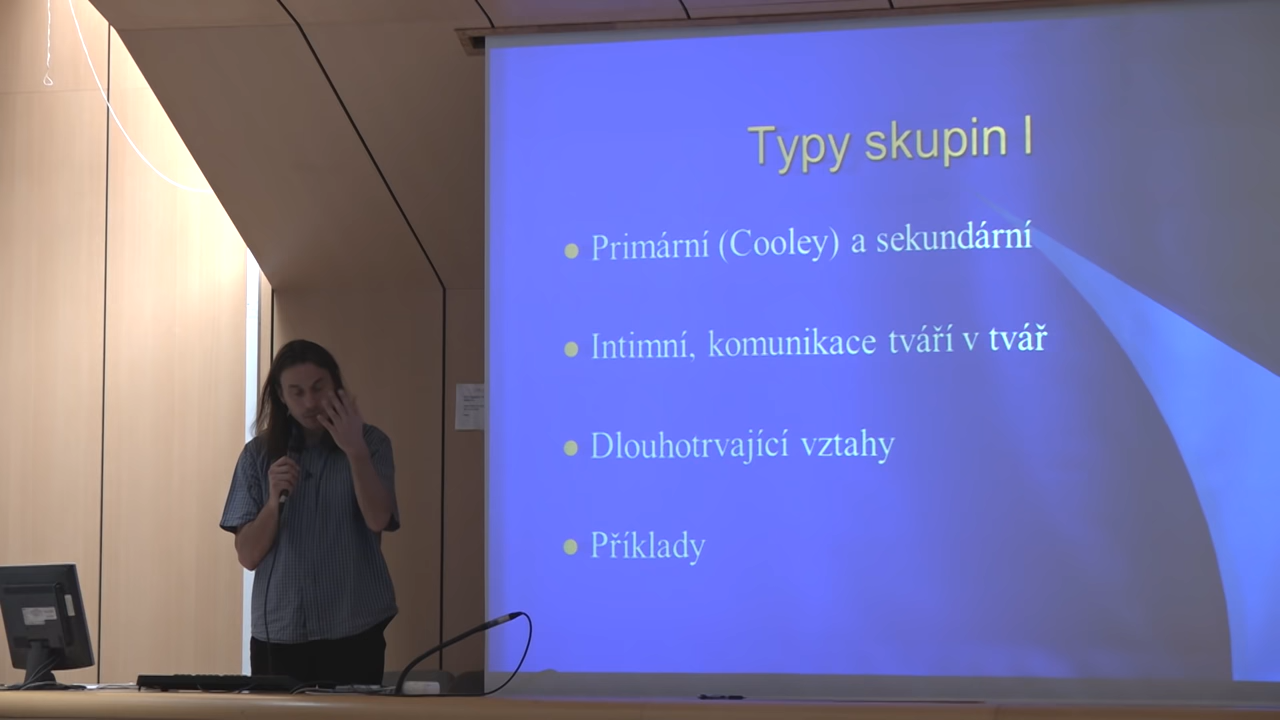 Typy skupin I
Primární (Cooley) a sekundární
Intimní, komunikace tváří v tvář
Dlouhotrvající vztahy
Příklady